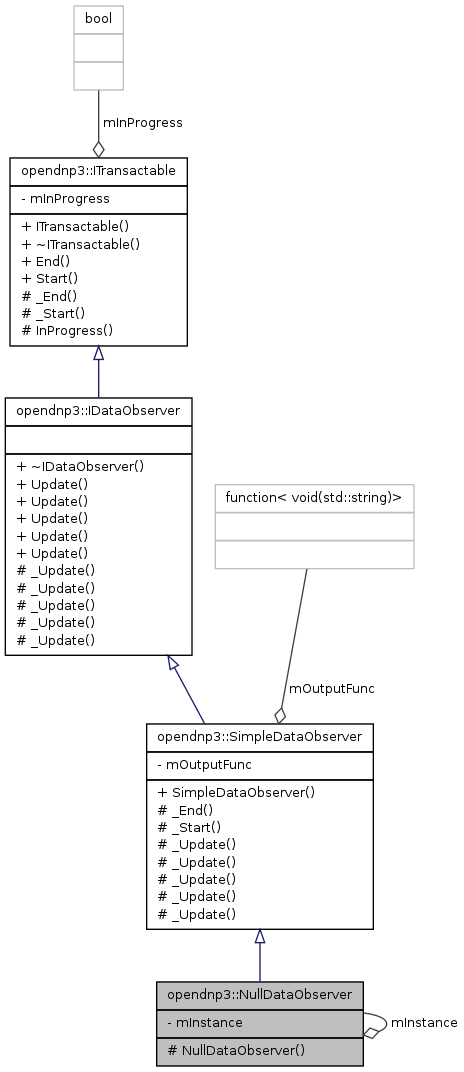 bool
mInProgress
opendnp3::ITransactable
- mInProgress
+ ITransactable()
+ ~ITransactable()
+ End()
+ Start()
# _End()
# _Start()
# InProgress()
opendnp3::IDataObserver
+ ~IDataObserver()
+ Update()
+ Update()
+ Update()
+ Update()
+ Update()
# _Update()
# _Update()
# _Update()
# _Update()
# _Update()
function< void(std::string)>
mOutputFunc
opendnp3::SimpleDataObserver
- mOutputFunc
+ SimpleDataObserver()
# _End()
# _Start()
# _Update()
# _Update()
# _Update()
# _Update()
# _Update()
opendnp3::NullDataObserver
- mInstance
# NullDataObserver()
mInstance